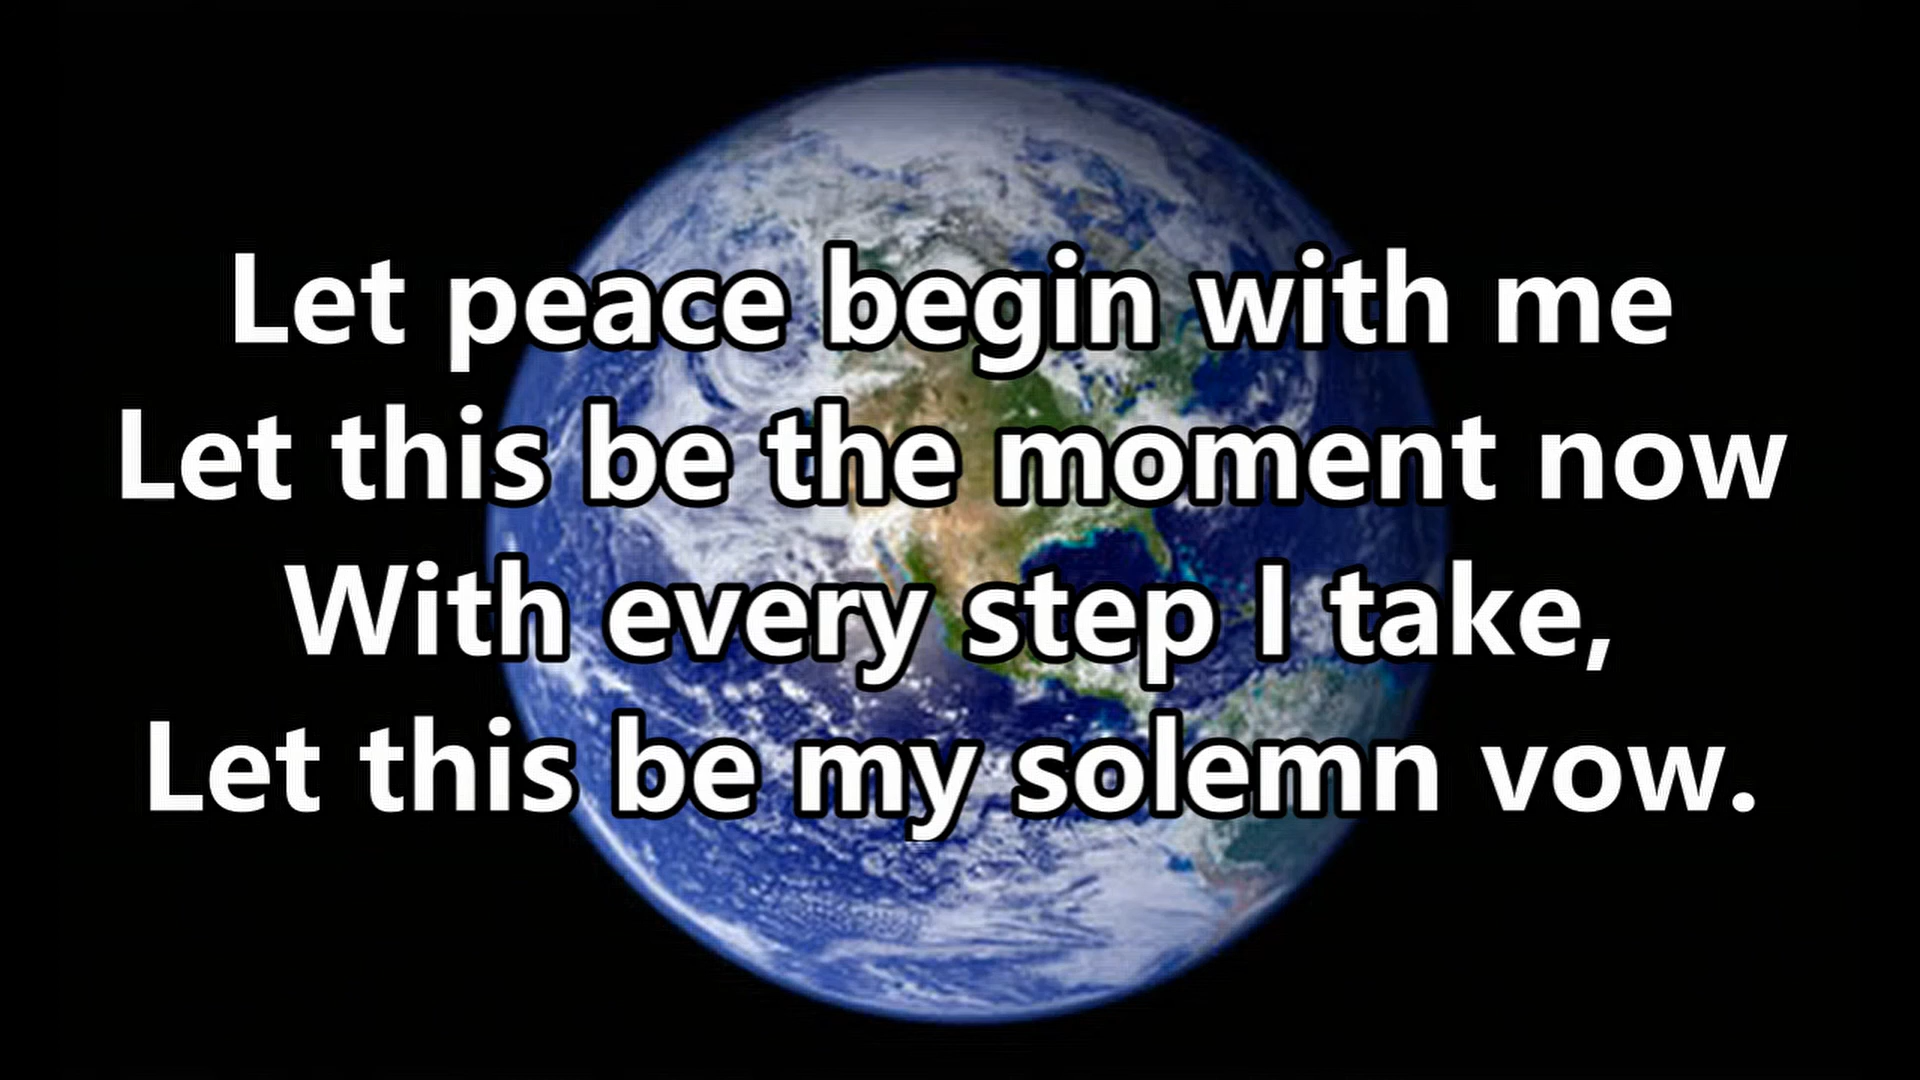 Let peace begin with me
Let this be the moment now
With every step I take,
Let this be my solemn vow.